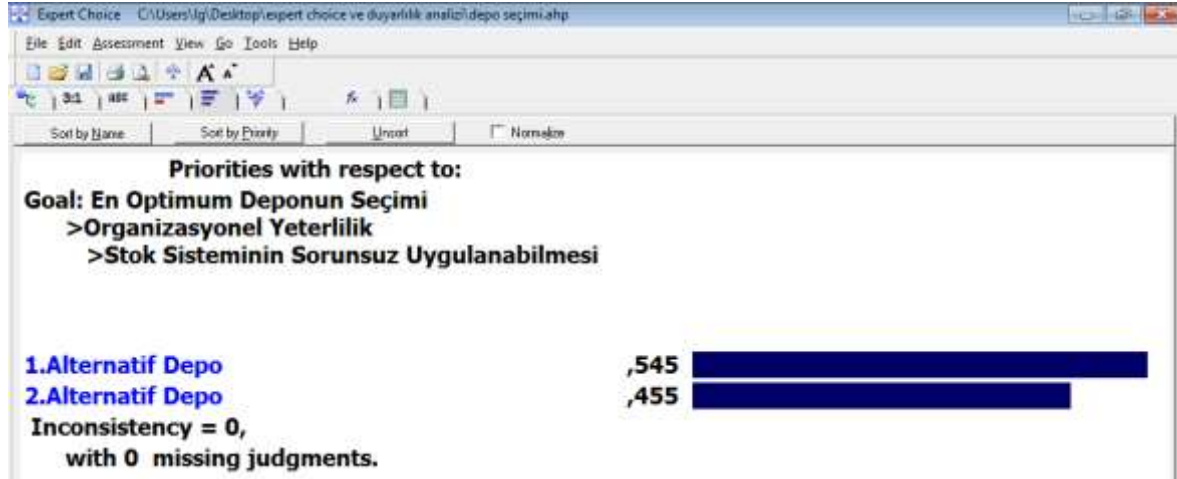 Expert Choice C:\Users\lg\Desktop\expert choice ve duyarlılık analizi\depo seçimi.ahp
File Edit Assessment View Go Tools Help
A A
3:1 ABC
Sort by Name Sort by Priority Unsort Normalize
Priorities with respect to:
Goal: En Optimum Deponun Seçimi
>Organizasyonel Yeterlilik
>Stok Sisteminin Sorunsuz Uygulanabilmesi
1.Alternatif Depo ,545
2.Alternatif Depo ,455
Inconsistency = 0,
with 0 missing judgments.